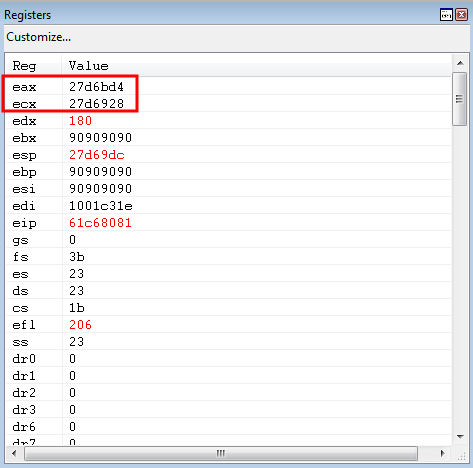 Registers
Customize...
Reg Value
eax 27d6bd4
ecx 27d6928
edx 180
ebx 90909090
esp 27d69dc
ebp 90909090
esi 90909090
edi 1001c31e
eip 61c68081
gs 0
fs 3b
es 23
ds 23
cs 1b
efl 206
ss 23
dr0 0
dr1 0
dr2 0
dr3 0
dr6 0
dr7 0